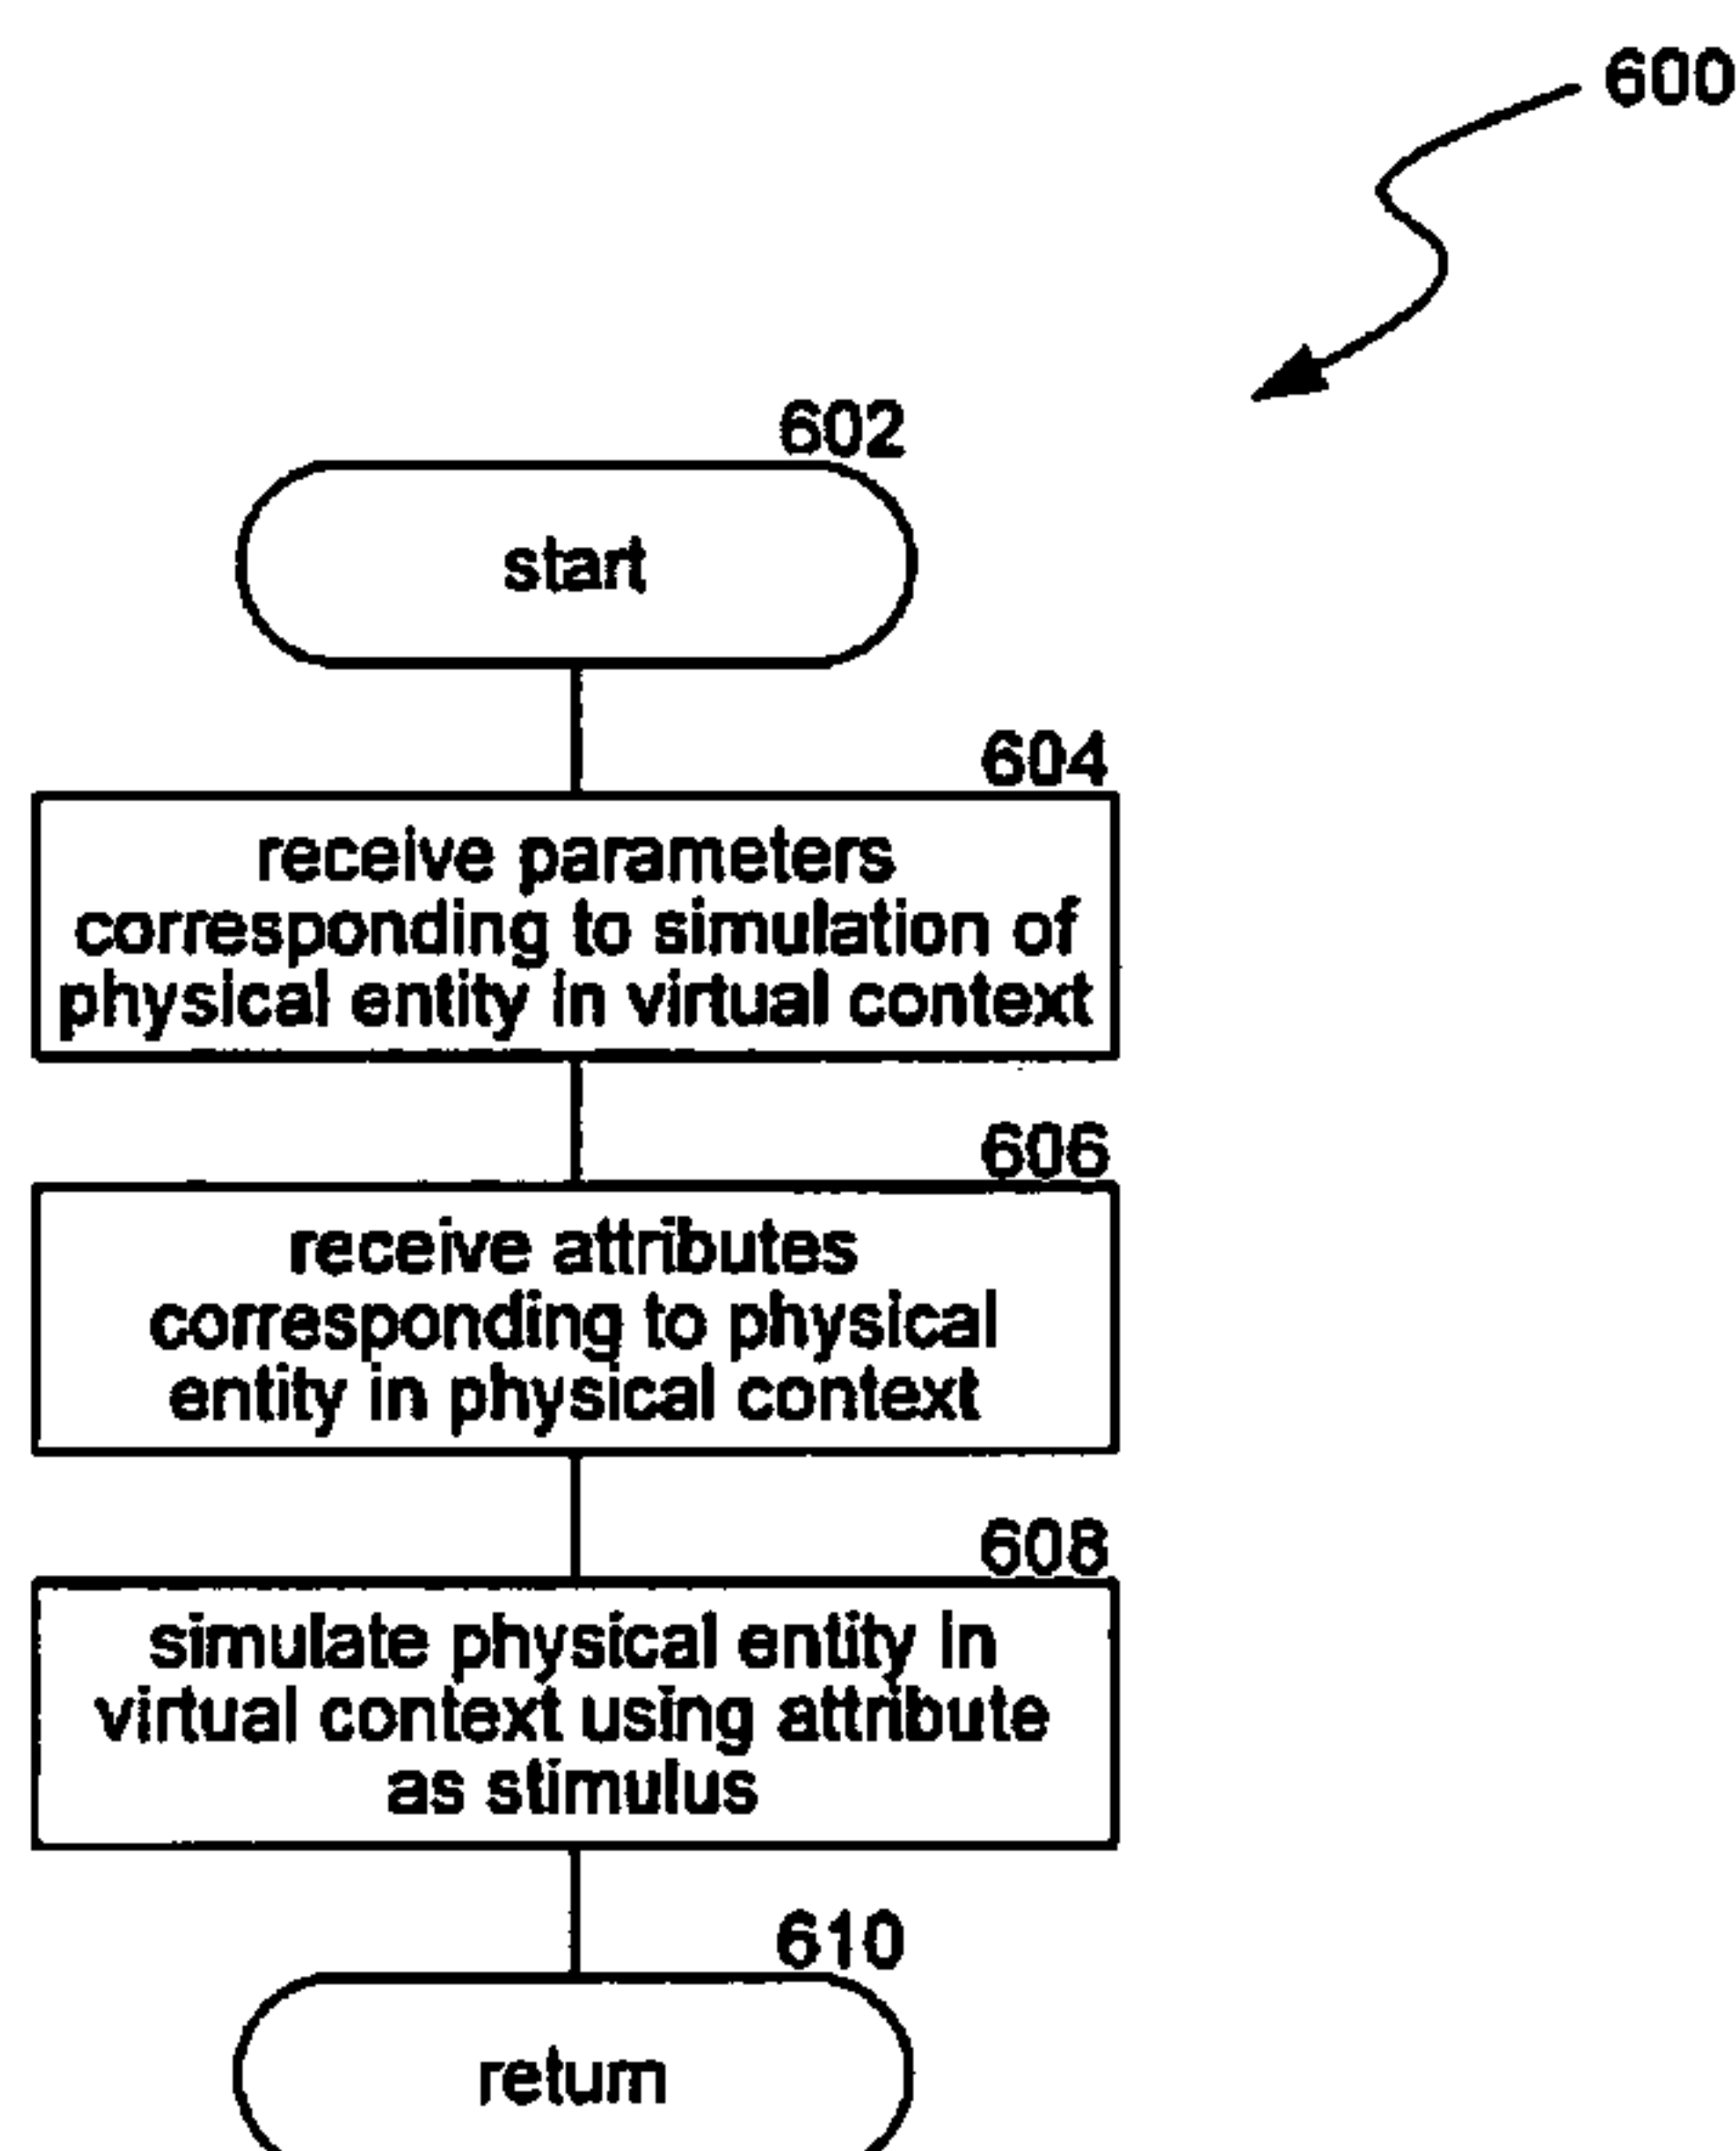 600
602
start
604
receive parameters
corresponding to simulation of
physical entity in virtual context
606
receive attributes
corresponding to physical
entity in physical context
608
simulate physical entity in
virtual context using attribute
as stimulus
610
return